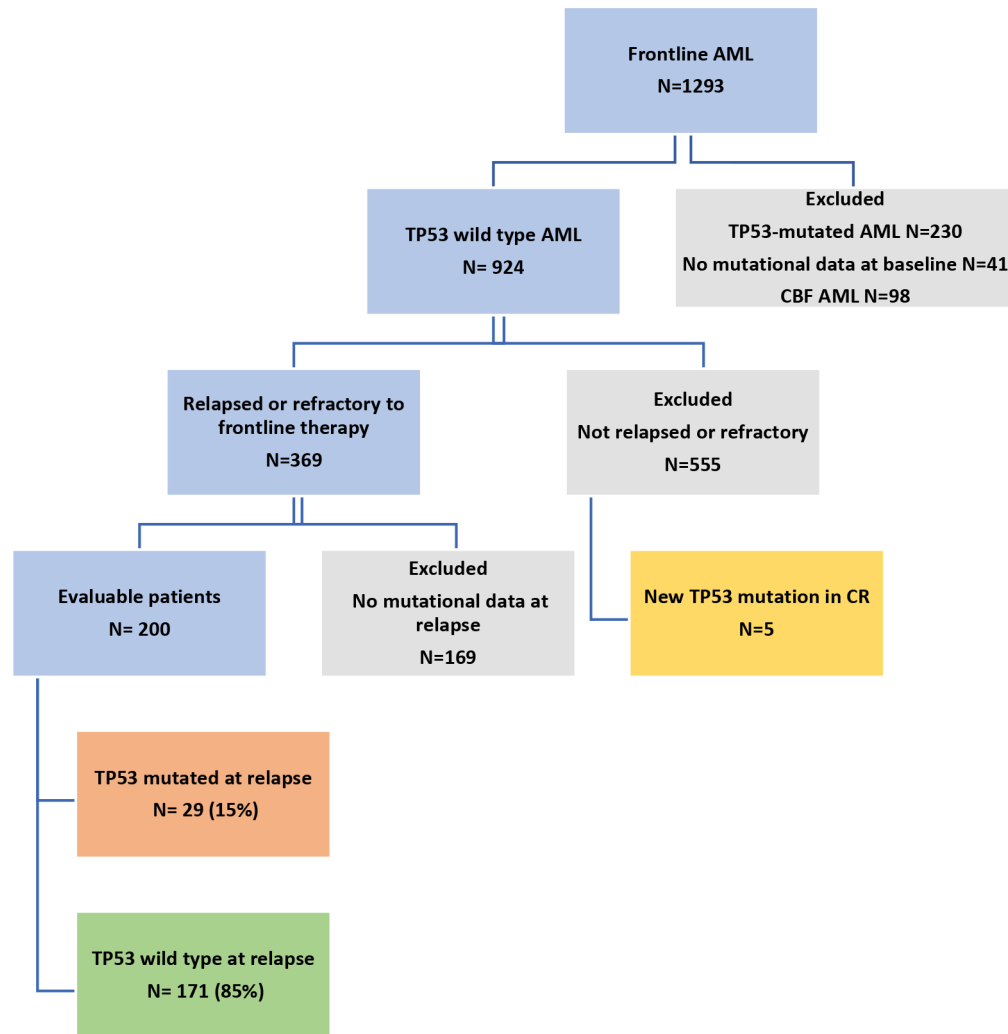 Frontline AML
N=1293
TP53 wild type AML
N= 924
Excluded
TP53-mutated AML N=230
No mutational data at baseline N=41
CBF AML N=98
Relapsed or refractory to
frontline therapy
N=369
Excluded
Not relapsed or refractory
N=555
Evaluable patients
N= 200
Excluded
No mutational data at
relapse
N=169
New TP53 mutation in CR
N=5
TP53 mutated at relapse
N= 29 (15%)
TP53 wild type at relapse
N= 171 (85%)